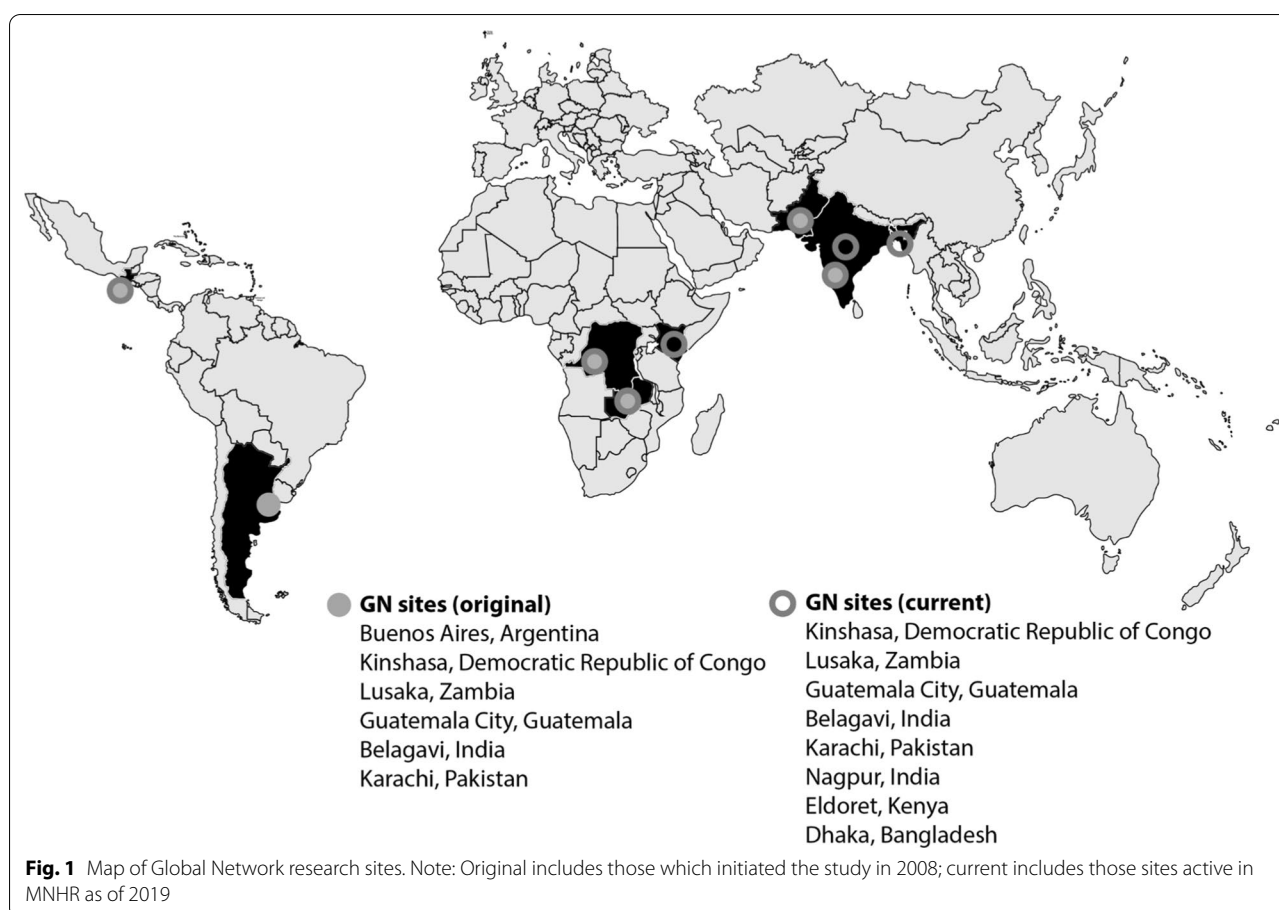 GN sites (original)
Buenos Aires, Argentina
Kinshasa, Democratic Republic of Congo
Lusaka, Zambia
Guatemala City, Guatemala
Belagavi, India
Karachi, Pakistan
GN sites (current)
Kinshasa, Democratic Republic of Congo
Lusaka, Zambia
Guatemala City, Guatemala
Belagavi, India
Karachi, Pakistan
Nagpur, India
Eldoret, Kenya
Dhaka, Bangladesh
Fig. 1 Map of Global Network research sites. Note: Original includes those which initiated the study in 2008; current includes those sites active in
MNHR as of 2019